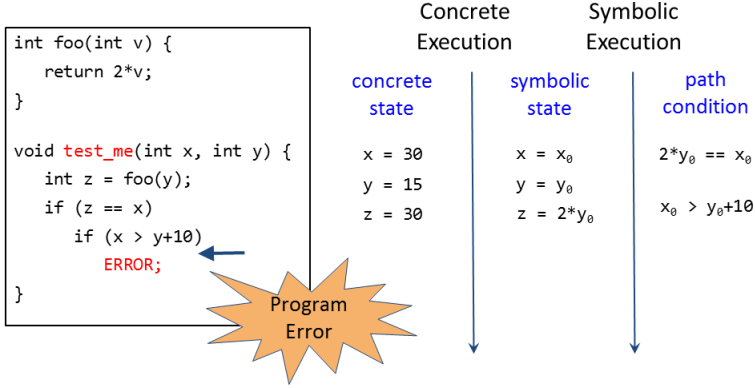 int foo(int v) {
return 2*v;
}
void test_me(int x, int y) {
int z = foo(y);
if (z == x)
if (x > y+10)
ERROR;
}
Program
Error
Concrete
Execution
Symbolic
Execution
concrete
state
symbolic
state
path
condition
x = 30
y = 15
z = 30
x = x₀
y = y₀
z = 2*y₀
2*y₀ == x₀
x₀ > y₀+10